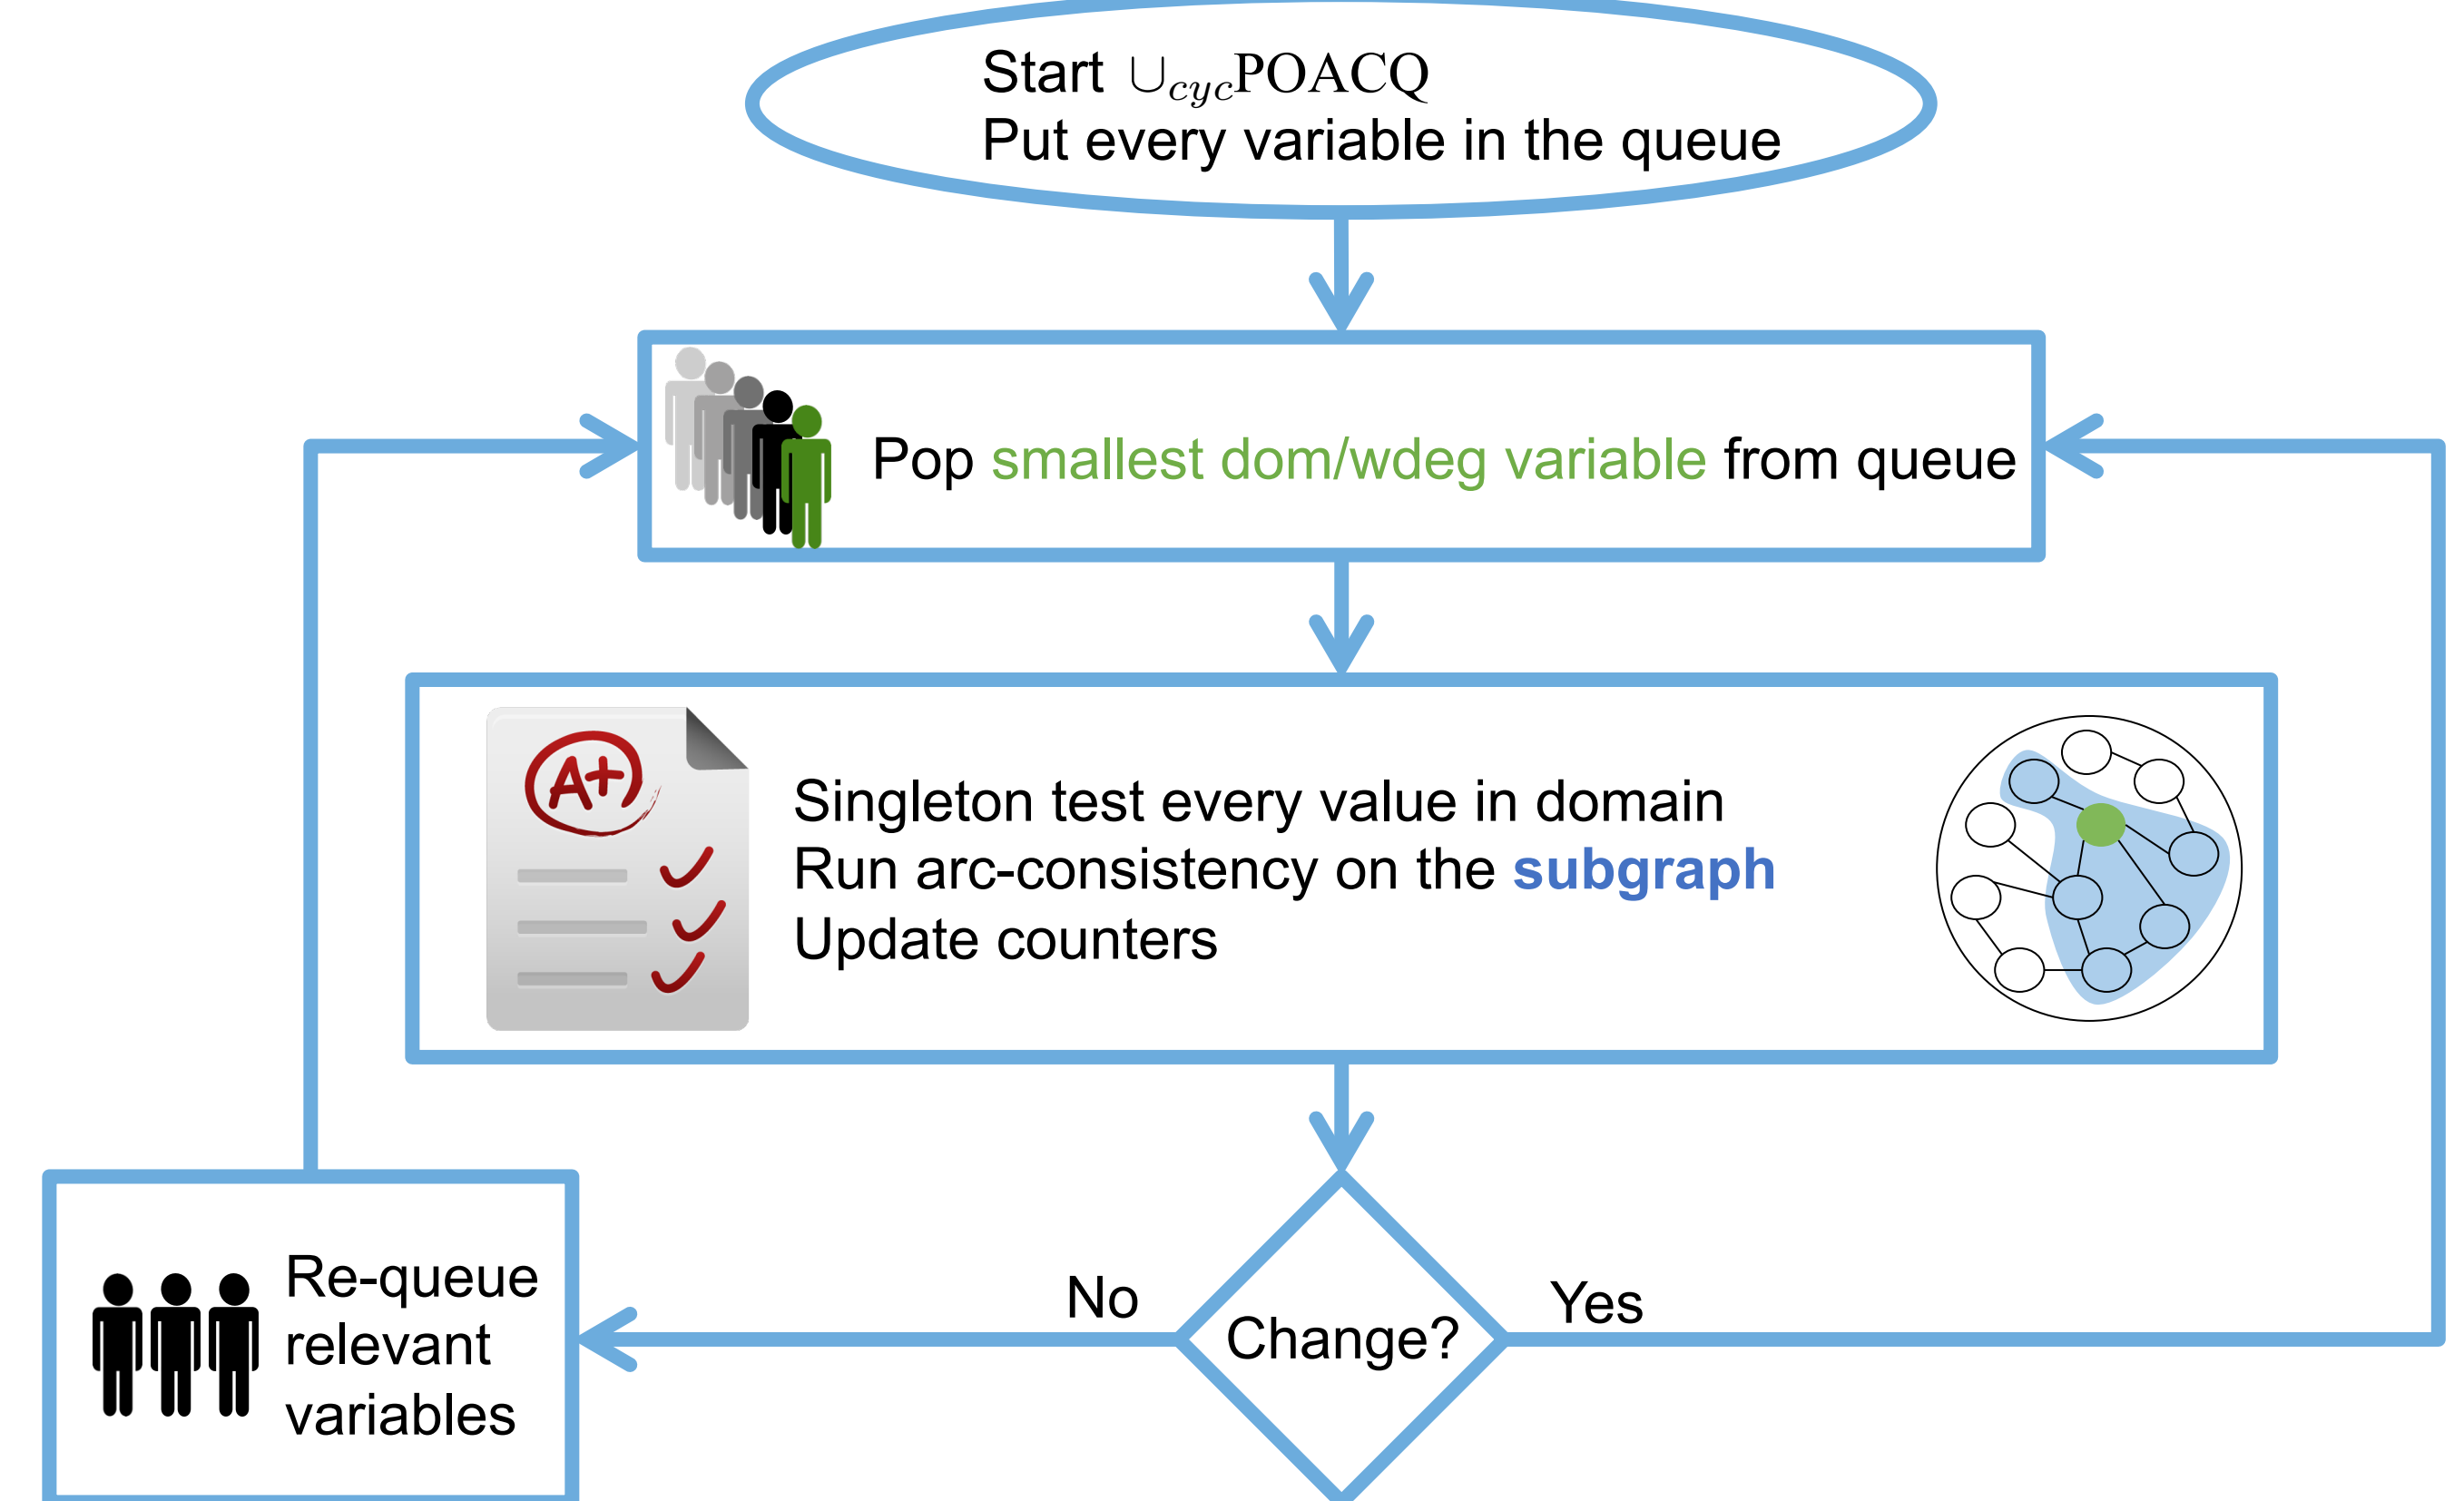 Start ∪cycPOACQ
Put every variable in the queue
Pop smallest dom/wdeg variable from queue
A+
Singleton test every value in domain
Run arc-consistency on the subgraph
Update counters
No
Yes
Change?
Re-queue
relevant
variables